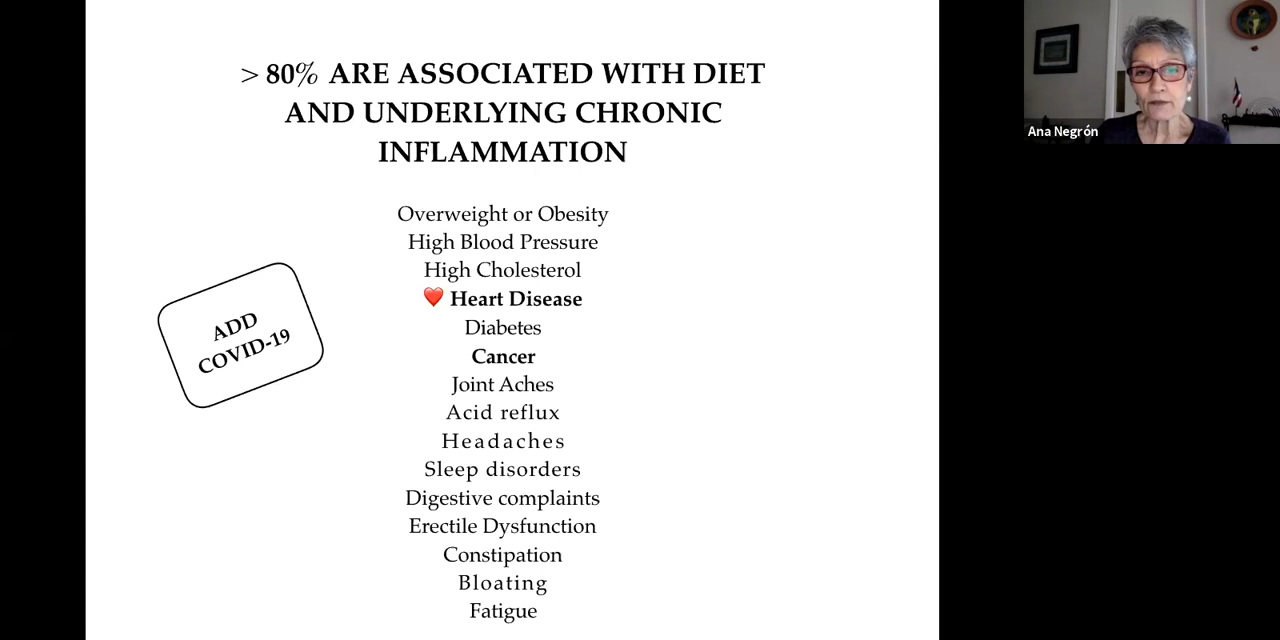 > 80% ARE ASSOCIATED WITH DIET
AND UNDERLYING CHRONIC
INFLAMMATION
Overweight or Obesity
High Blood Pressure
High Cholesterol
❤️ Heart Disease
Diabetes
Cancer
Joint Aches
Acid reflux
Headaches
Sleep disorders
Digestive complaints
Erectile Dysfunction
Constipation
Bloating
Fatigue
ADD
COVID-19
Ana Negrón